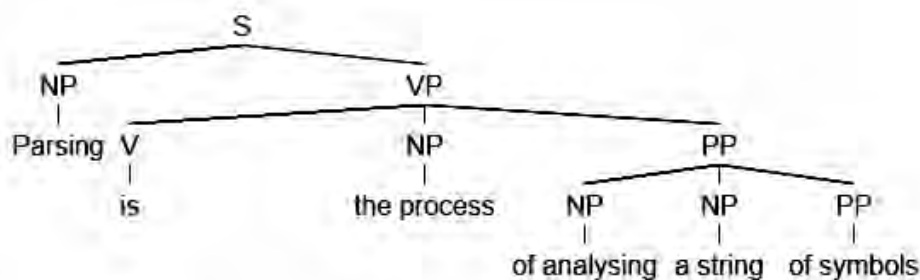 S
NP VP
Parsing V NP PP
is the process NP NP PP
of analysing a string of symbols